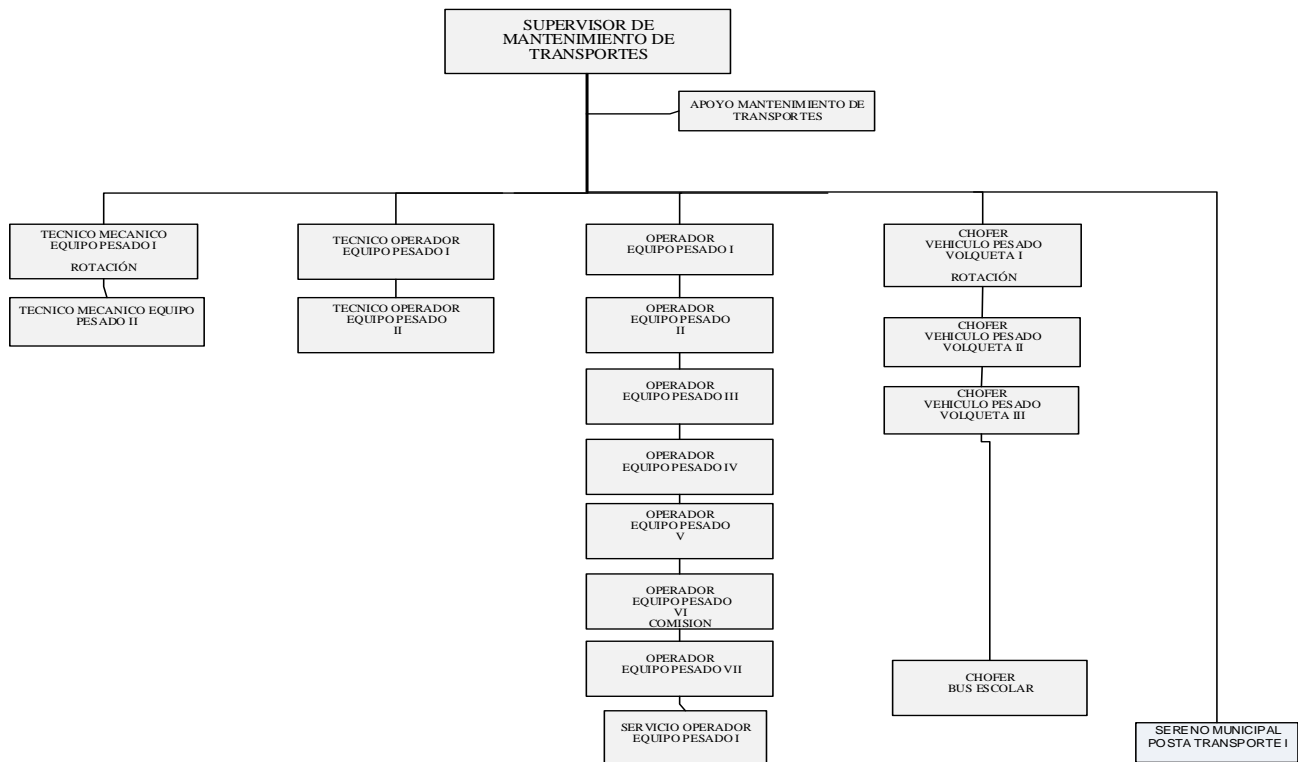 SUPERVISOR DE
MANTENIMIENTO DE
TRANSPORTES
APOYO MANTENIMIENTO DE
TRANSPORTES
TECNICO MECANICO
EQUIPO PESADO I
ROTACIÓN
TECNICO MECANICO EQUIPO
PESADO II
TECNICO OPERADOR
EQUIPO PESADO I
TECNICO OPERADOR
EQUIPO PESADO
II
OPERADOR
EQUIPO PESADO I
OPERADOR
EQUIPO PESADO
II
OPERADOR
EQUIPO PESADO III
OPERADOR
EQUIPO PESADO IV
OPERADOR
EQUIPO PESADO
V
OPERADOR
EQUIPO PESADO
VI
COMISION
OPERADOR
EQUIPO PESADO VII
SERVICIO OPERADOR
EQUIPO PESADO I
CHOFER
VEHICULO PESADO
VOLQUETA I
ROTACIÓN
CHOFER
VEHICULO PESADO
VOLQUETA II
CHOFER
VEHICULO PESADO
VOLQUETA III
CHOFER
BUS ESCOLAR
SERENO MUNICIPAL
POSTA TRANSPORTE I